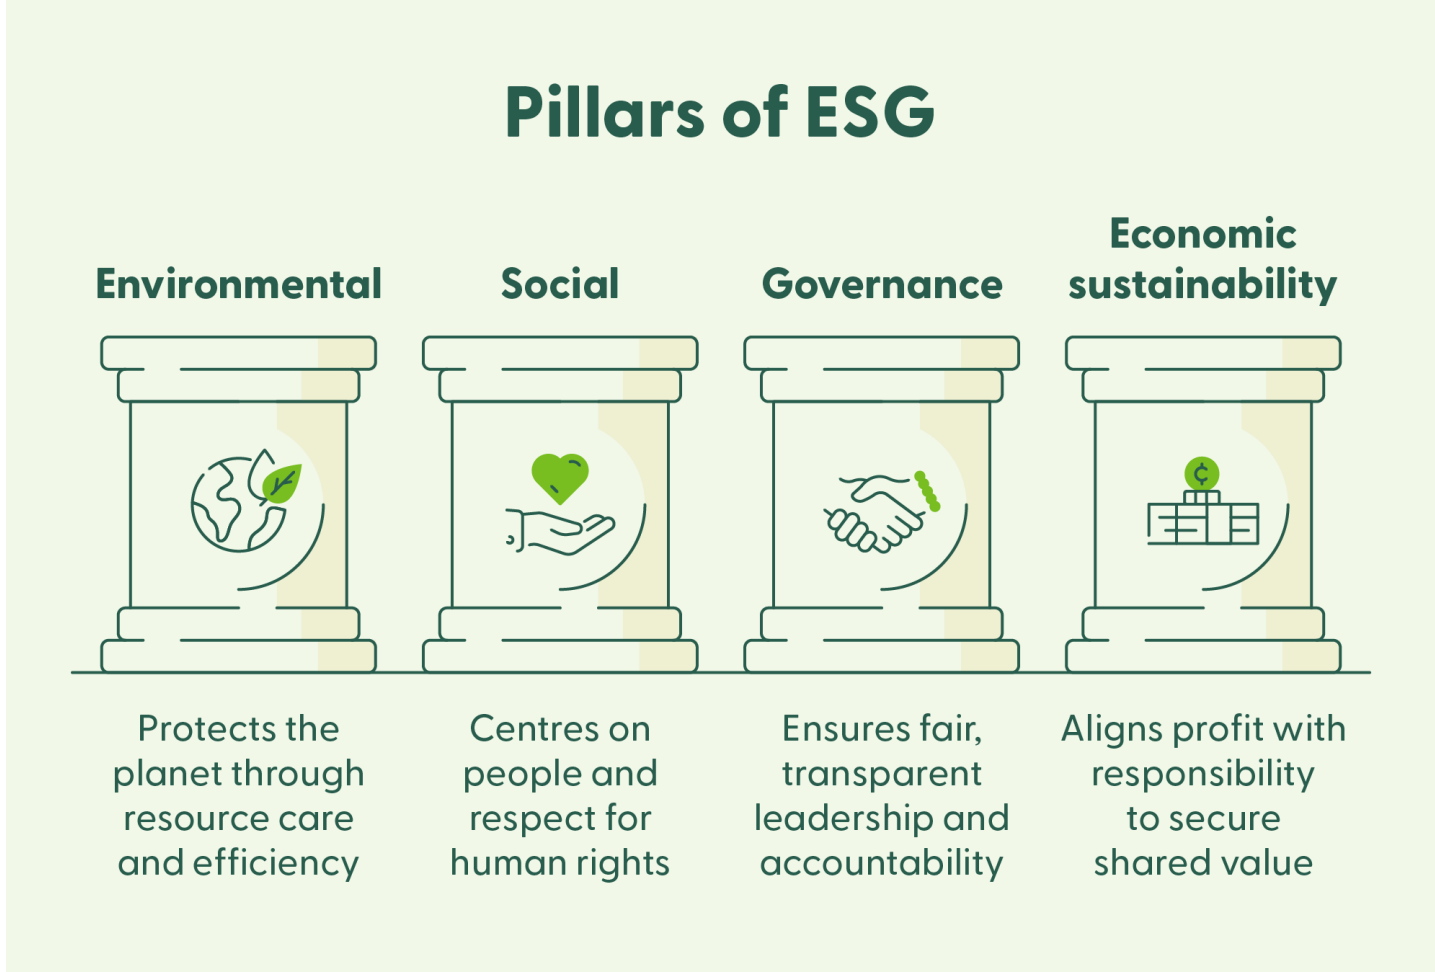 Pillars of ESG
Environmental
Protects the
planet through
resource care
and efficiency
Social
Centres on
people and
respect for
human rights
Governance
Ensures fair,
transparent
leadership and
accountability
Economic
sustainability
¢
Aligns profit with
responsibility
to secure
shared value